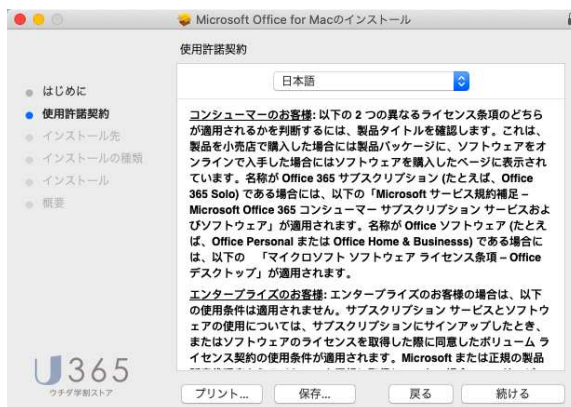 Microsoft Office for Macのインストール
使用許諾契約
はじめに
使用許諾契約
インストール先
インストールの種類
インストール
概要
日本語
コンシューマーのお客様: 以下の 2 つの異なるライセンス条項のどちら
が適用されるかを判断するには、製品タイトルを確認します。これは、
製品を小売店で購入した場合には製品パッケージに、ソフトウェアをオ
ンラインで入手した場合にはソフトウェアを購入したページに表示され
ています。名称が Office 365 サブスクリプション (たとえば、Office
365 Solo) である場合には、以下の「Microsoft サービス規約補足 –
Microsoft Office 365 コンシューマー サブスクリプション サービスおよ
びソフトウェア」が適用されます。名称が Office ソフトウェア (たとえ
ば、Office Personal または Office Home & Businesss) である場合に
は、以下の 「マイクロソフト ソフトウェア ライセンス条項 – Office
デスクトップ」が適用されます。
エンタープライズのお客様: エンタープライズのお客様の場合は、以下
の使用条件は適用されません。サブスクリプション サービスとソフトウ
ェアの使用については、サブスクリプションにサインアップしたとき、
またはソフトウェアのライセンスを取得した際に同意したボリューム ラ
イセンス契約の使用条件が適用されます。Microsoft または正規の製品
U365
ウチダ学割ストア
プリント...
保存...
戻る
続ける